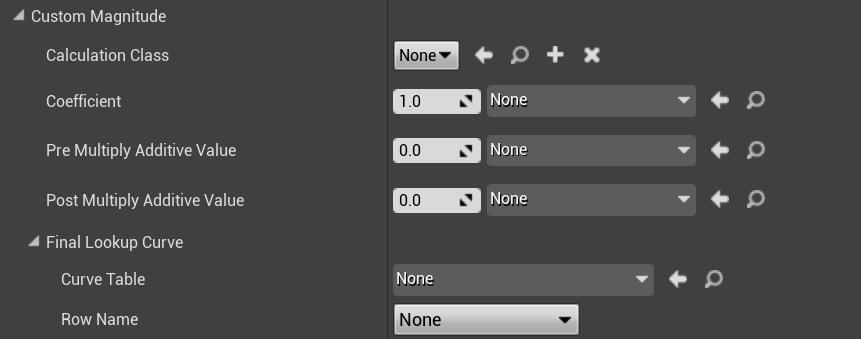 Custom Magnitude
Calculation Class None
Coefficient 1.0 None
Pre Multiply Additive Value 0.0 None
Post Multiply Additive Value 0.0 None
Final Lookup Curve
Curve Table None
Row Name None